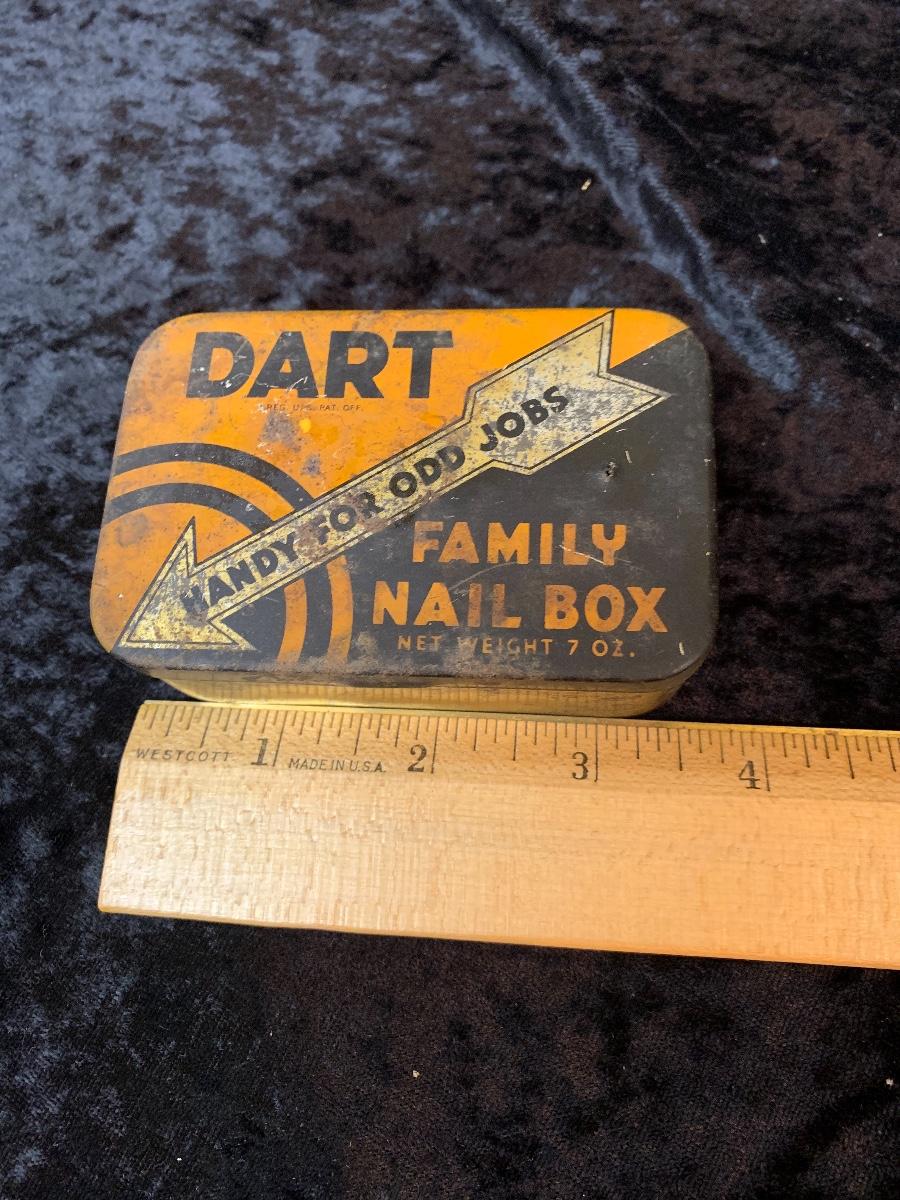 DART
REG. U.S. PAT. OFF.
HANDY FOR ODD JOBS
FAMILY
NAIL BOX
NET WEIGHT 7 OZ.
WESTCOTT 1 MADE IN U.S.A. 2 3 4